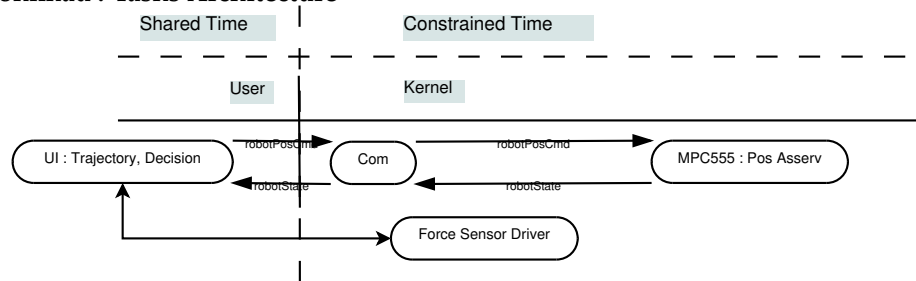 Shared Time Constrained Time
User Kernel
robotPosCmd robotPosCmd
UI : Trajectory, Decision Com MPC555 : Pos Asserv
robotState robotState
Force Sensor Driver